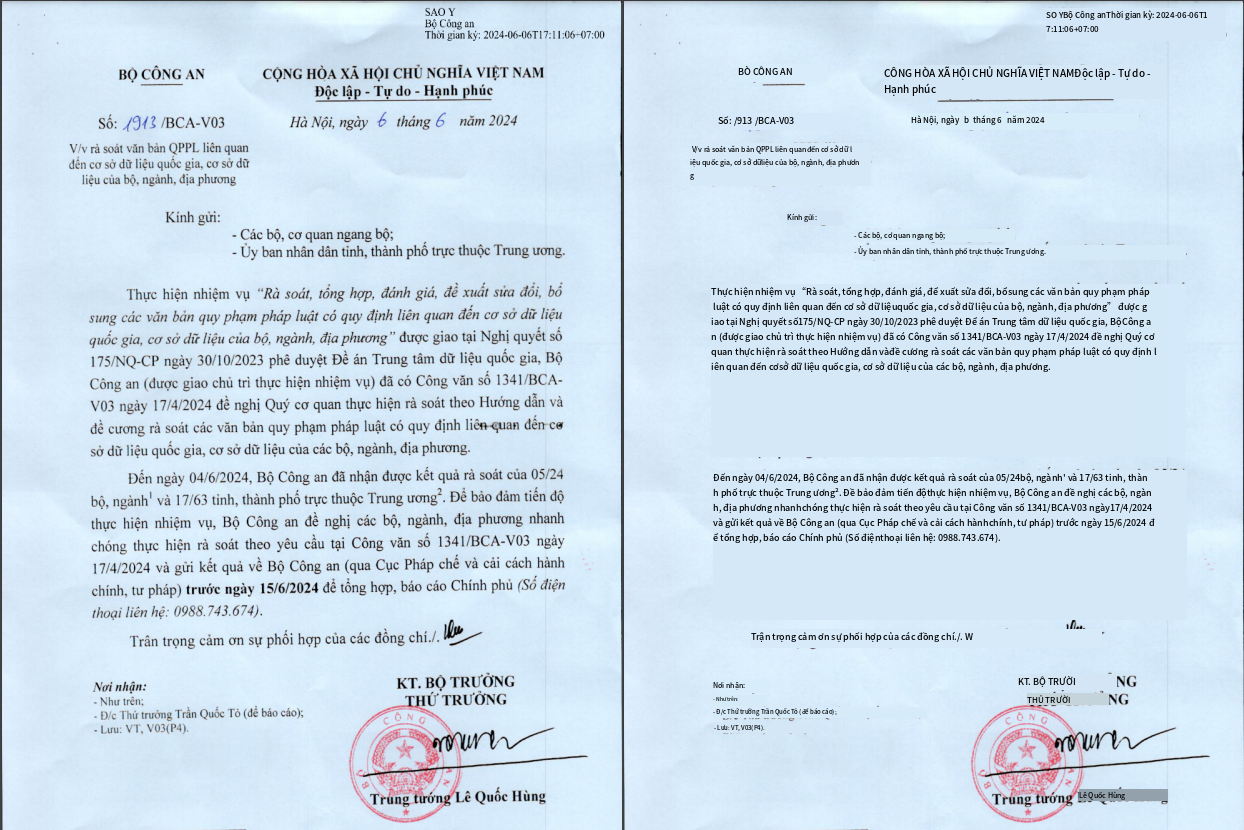 SAO Y
Bộ Công an
Thời gian ký: 2024-06-06T17:11:06+07:00
BỘ CÔNG AN
CỘNG HÒA XÃ HỘI CHỦ NGHĨA VIỆT NAM
Độc lập - Tự do - Hạnh phúc
Số: 1913 /BCA-V03
Hà Nội, ngày 6 tháng 6 năm 2024
V/v rà soát văn bản QPPL liên quan
đến cơ sở dữ liệu quốc gia, cơ sở dữ
liệu của bộ, ngành, địa phương
Kính gửi:
- Các bộ, cơ quan ngang bộ;
- Ủy ban nhân dân tỉnh, thành phố trực thuộc Trung ương.
Thực hiện nhiệm vụ “Rà soát, tổng hợp, đánh giá, đề xuất sửa đổi, bổ
sung các văn bản quy phạm pháp luật có quy định liên quan đến cơ sở dữ liệu
quốc gia, cơ sở dữ liệu của bộ, ngành, địa phương” được giao tại Nghị quyết số
175/NQ-CP ngày 30/10/2023 phê duyệt Đề án Trung tâm dữ liệu quốc gia, Bộ
Công an (được giao chủ trì thực hiện nhiệm vụ) đã có Công văn số 1341/BCA-
V03 ngày 17/4/2024 đề nghị Quý cơ quan thực hiện rà soát theo Hướng dẫn và
đề cương rà soát các văn bản quy phạm pháp luật có quy định liên quan đến cơ
sở dữ liệu quốc gia, cơ sở dữ liệu của các bộ, ngành, địa phương.
Đến ngày 04/6/2024, Bộ Công an đã nhận được kết quả rà soát của 05/24
bộ, ngành¹ và 17/63 tỉnh, thành phố trực thuộc Trung ương². Để bảo đảm tiến độ
thực hiện nhiệm vụ, Bộ Công an đề nghị các bộ, ngành, địa phương nhanh
chóng thực hiện rà soát theo yêu cầu tại Công văn số 1341/BCA-V03 ngày
17/4/2024 và gửi kết quả về Bộ Công an (qua Cục Pháp chế và cải cách hành
chính, tư pháp) trước ngày 15/6/2024 để tổng hợp, báo cáo Chính phủ (Số điện
thoại liên hệ: 0988.743.674).
Trân trọng cảm ơn sự phối hợp của các đồng chí./.
Nơi nhận:
- Như trên;
- Đ/c Thứ trưởng Trần Quốc Tỏ (để báo cáo);
- Lưu: VT, V03(P4).
KT. BỘ TRƯỞNG
THỨ TRƯỞNG
Trung tướng Lê Quốc Hùng
SO YBộ Công anThời gian ký: 2024-06-06T1
7:11:06+07:00
BÒ CÔNG AN
CÔNG HÒA XÃ HỘI CHỦ NGHĨA VIỆT NAMĐộc lập - Tự do -
Hạnh phúc
Số: /913 /BCA-V03
Hà Nội, ngày b tháng 6 năm 2024
V/v rà soát văn bản QPPL liên quanđến cơ sở dữ l
iệu quốc gia, cơ sở dữliệu của bộ, ngành, địa phươn
g
Kính gửi:
- Các bộ, cơ quan ngang bộ;
- Ủy ban nhân dân tỉnh, thành phố trực thuộc Trung ương.
Thực hiện nhiệm vụ “Rà soát, tổng hợp, đánh giá, để xuất sửa đổi, bổsung các văn bản quy phạm pháp
luật có quy định liên quan đến cơ sở dữ liệuquốc gia, cơ sở dữ liệu của bộ, ngành, địa phương” được g
iao tại Nghị quyết số175/NQ-CP ngày 30/10/2023 phê duyệt Để án Trung tâm dữ liệu quốc gia, BộCông a
n (được giao chủ trì thực hiện nhiệm vụ) đã có Công văn số 1341/BCA-V03 ngày 17/4/2024 đề nghị Quý cơ
quan thực hiện rà soát theo Hướng dẫn vàđề cương rà soát các văn bản quy phạm pháp luật có quy định l
iên quan đến cơsở dữ liệu quốc gia, cơ sở dữ liệu của các bộ, ngành, địa phương.
Đến ngày 04/6/2024, Bộ Công an đã nhận được kết quả rà soát của 05/24bộ, ngành' và 17/63 tinh, thàn
h phố trực thuộc Trung ương². Để bảo đảm tiến độthực hiện nhiệm vụ, Bộ Công an đề nghị các bộ, ngàn
h, địa phương nhanhchóng thực hiện rà soát theo yêu cầu tại Công văn số 1341/BCA-V03 ngày17/4/2024
và gửi kết quả về Bộ Công an (qua Cục Pháp chế và cải cách hànhchính, tư pháp) trước ngày 15/6/2024 đ
ể tổng hợp, báo cáo Chính phủ (Số điệnthoại liên hệ: 0988.743.674).
Trận trọng cảm ơn sự phối hợp của các đồng chí./. W
Nơi nhận:
- Như trên;
- Đ/c Thứ trưởng Trần Quốc Tỏ (để báo cáo);
- Lưu: VT, V03(P4).
KT. BỘ TRƯỜI NG
THỦ TRƯỜI NG
Trung tướng Lê Quốc Hùng